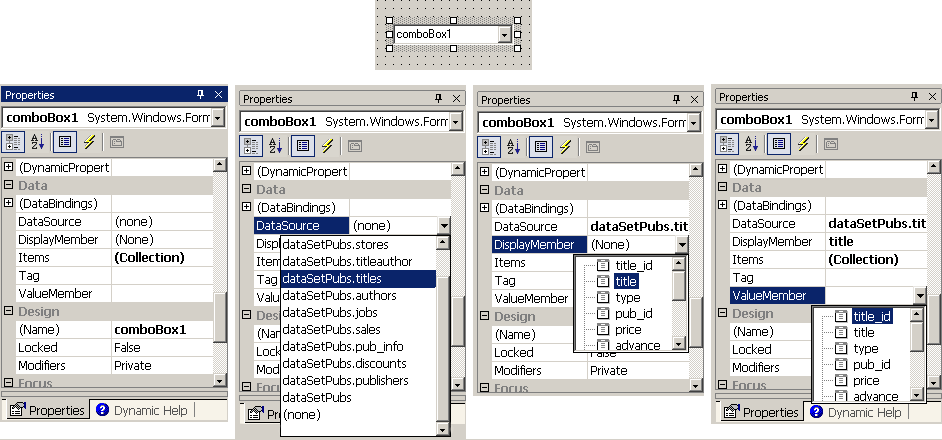 comboBox1
Properties
comboBox1 System.Windows.Form
(DynamicPropert
Data
(DataBindings)
DataSource (none)
DisplayMember (None)
Items (Collection)
Tag
ValueMember
Design
(Name) comboBox1
Locked False
Modifiers Private
Focus
Properties Dynamic Help
Properties
comboBox1 System.Windows.Form
(DynamicPropert
Data
(DataBindings)
DataSource (none)
Displ
Items
Tag
Valu
Desi
(Nam
Lock
Modi
Focu
dataSetPubs.stores
dataSetPubs.titleauthor
dataSetPubs.titles
dataSetPubs.authors
dataSetPubs.jobs
dataSetPubs.sales
dataSetPubs.pub_info
dataSetPubs.discounts
dataSetPubs.publishers
dataSetPubs
(none)
Pr
Properties
comboBox1 System.Windows.Form
(DynamicPropert
Data
(DataBindings)
DataSource dataSetPubs.tit
DisplayMember (None)
Items
Tag
ValueMember
Design
(Name)
Locked False
Modifiers Private
title_id
title
type
pub_id
price
advance
Properties
comboBox1 System.Windows.Form
(DynamicPropert
Data
(DataBindings)
DataSource dataSetPubs.tit
DisplayMember title
Items (Collection)
Tag
ValueMember
Design
(Name)
Locked
Modifiers
Focus
title_id
title
type
pub_id
price
advance
Properties Dynamic Help